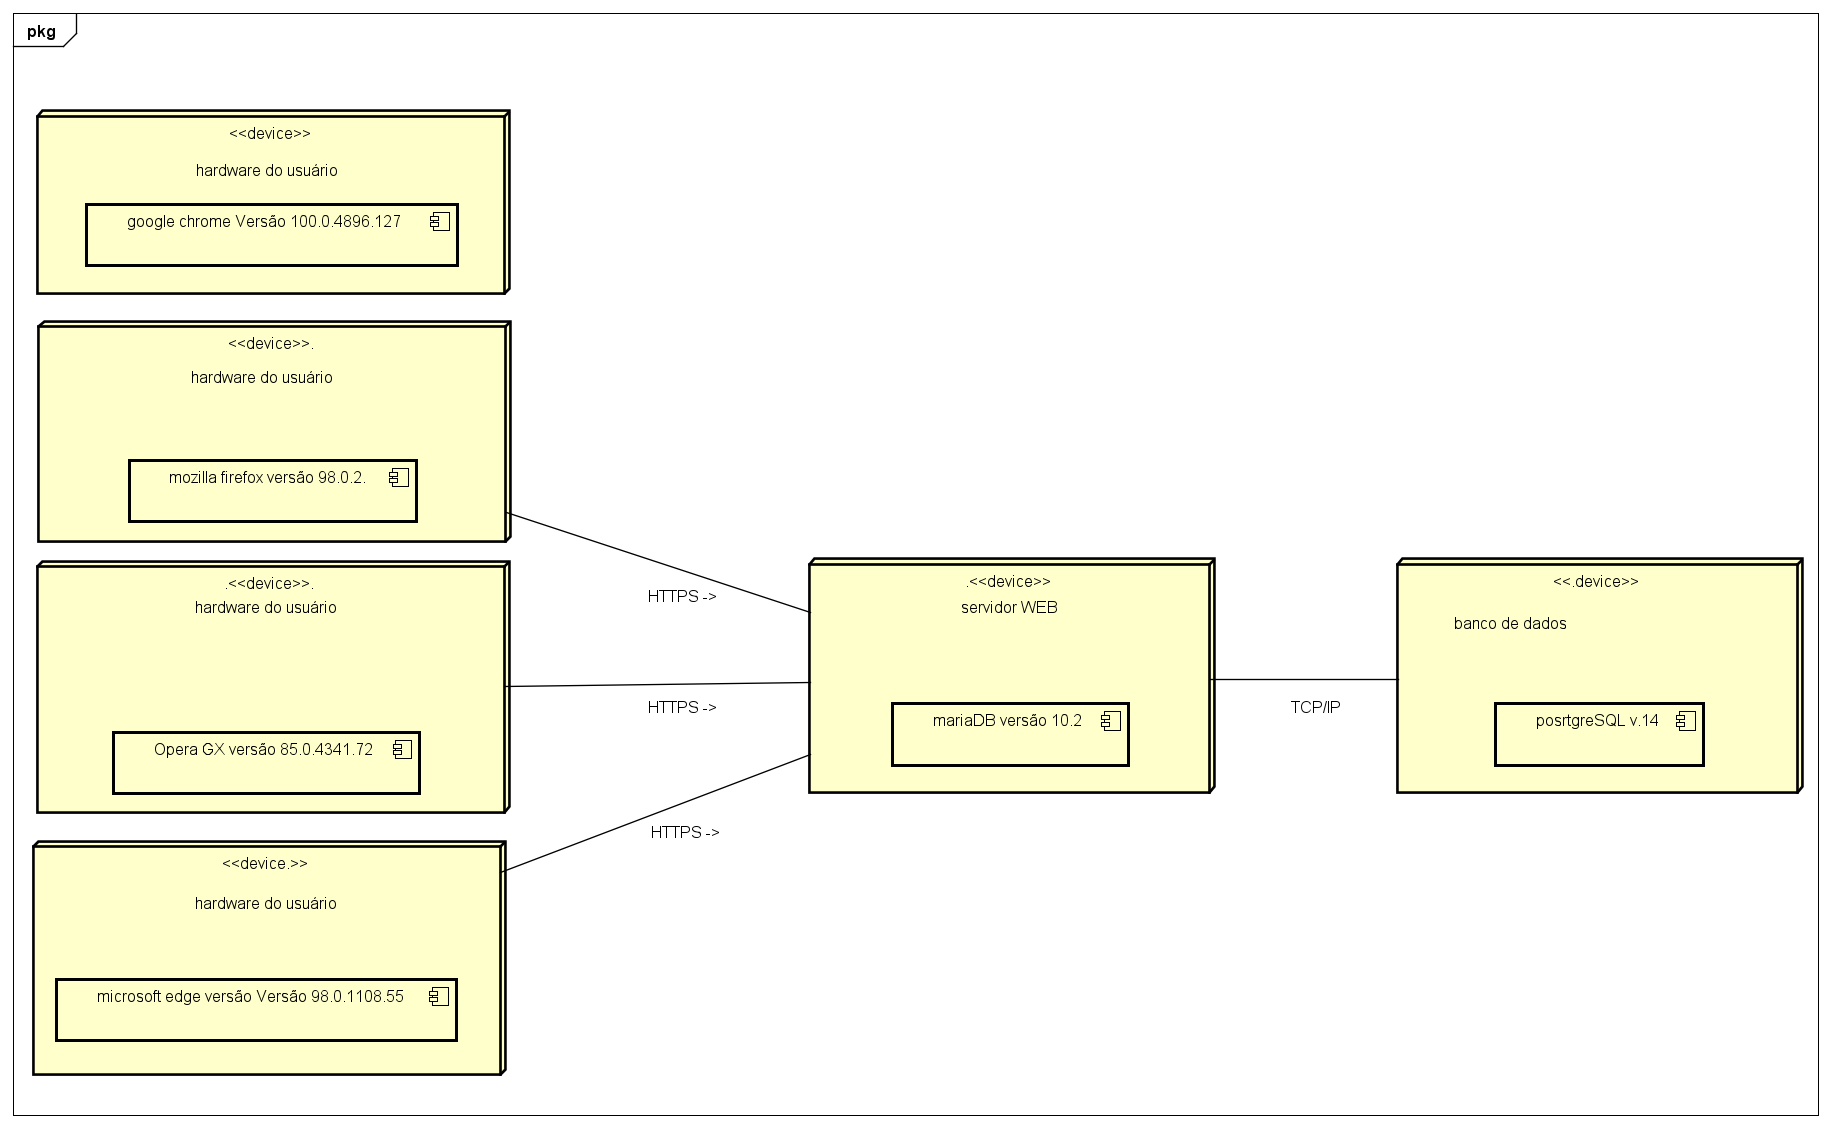 pkg
<<device>>
hardware do usuário
google chrome Versão 100.0.4896.127
<<device>>.
hardware do usuário
mozilla firefox versão 98.0.2.
.<<device>>.
hardware do usuário
Opera GX versão 85.0.4341.72
<<device.>>
hardware do usuário
microsoft edge versão Versão 98.0.1108.55
HTTPS ->
HTTPS ->
HTTPS ->
.<<device>>
servidor WEB
mariaDB versão 10.2
TCP/IP
<<.device>>
banco de dados
posrtgreSQL v.14